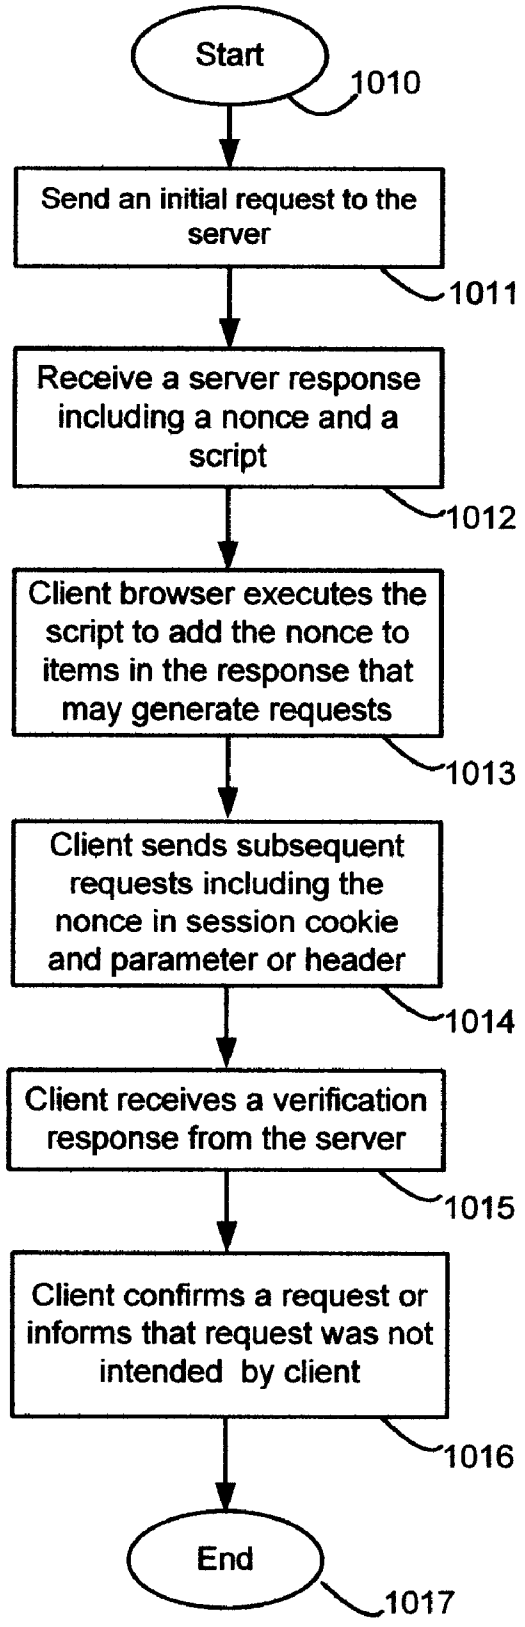 Start
1010
Send an initial request to the
server
1011
Receive a server response
including a nonce and a
script
1012
Client browser executes the
script to add the nonce to
items in the response that
may generate requests
1013
Client sends subsequent
requests including the
nonce in session cookie
and parameter or header
1014
Client receives a verification
response from the server
1015
Client confirms a request or
informs that request was not
intended by client
1016
End
1017